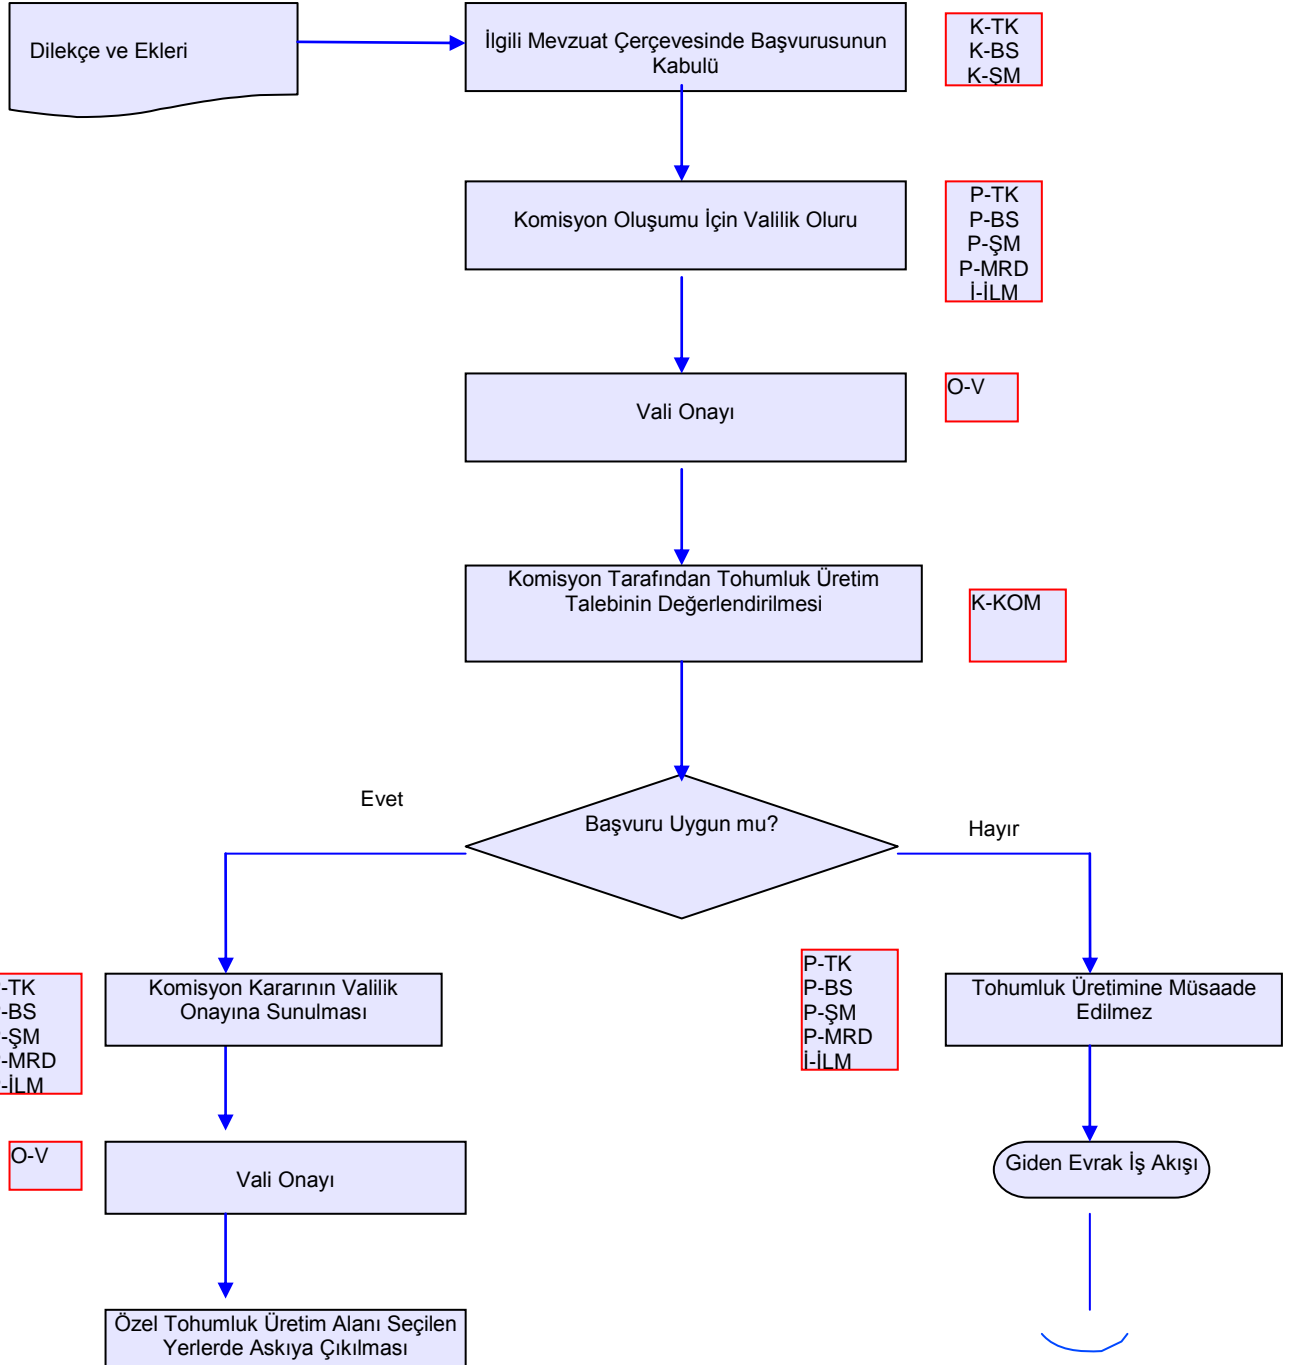 Dilekçe ve Ekleri
İlgili Mevzuat Çerçevesinde Başvurusunun
Kabulü
K-TK
K-BS
K-ŞM
Komisyon Oluşumu İçin Valilik Oluru
P-TK
P-BS
P-ŞM
P-MRD
İ-İLM
Vali Onayı
O-V
Komisyon Tarafından Tohumluk Üretim
Talebinin Değerlendirilmesi
K-KOM
Başvuru Uygun mu?
Evet
Hayır
-TK
-BS
-ŞM
-MRD
-İLM
Komisyon Kararının Valilik
Onayına Sunulması
P-TK
P-BS
P-ŞM
P-MRD
İ-İLM
Tohumluk Üretimine Müsaade
Edilmez
O-V
Vali Onayı
Giden Evrak İş Akışı
Özel Tohumluk Üretim Alanı Seçilen
Yerlerde Askıya Çıkılması